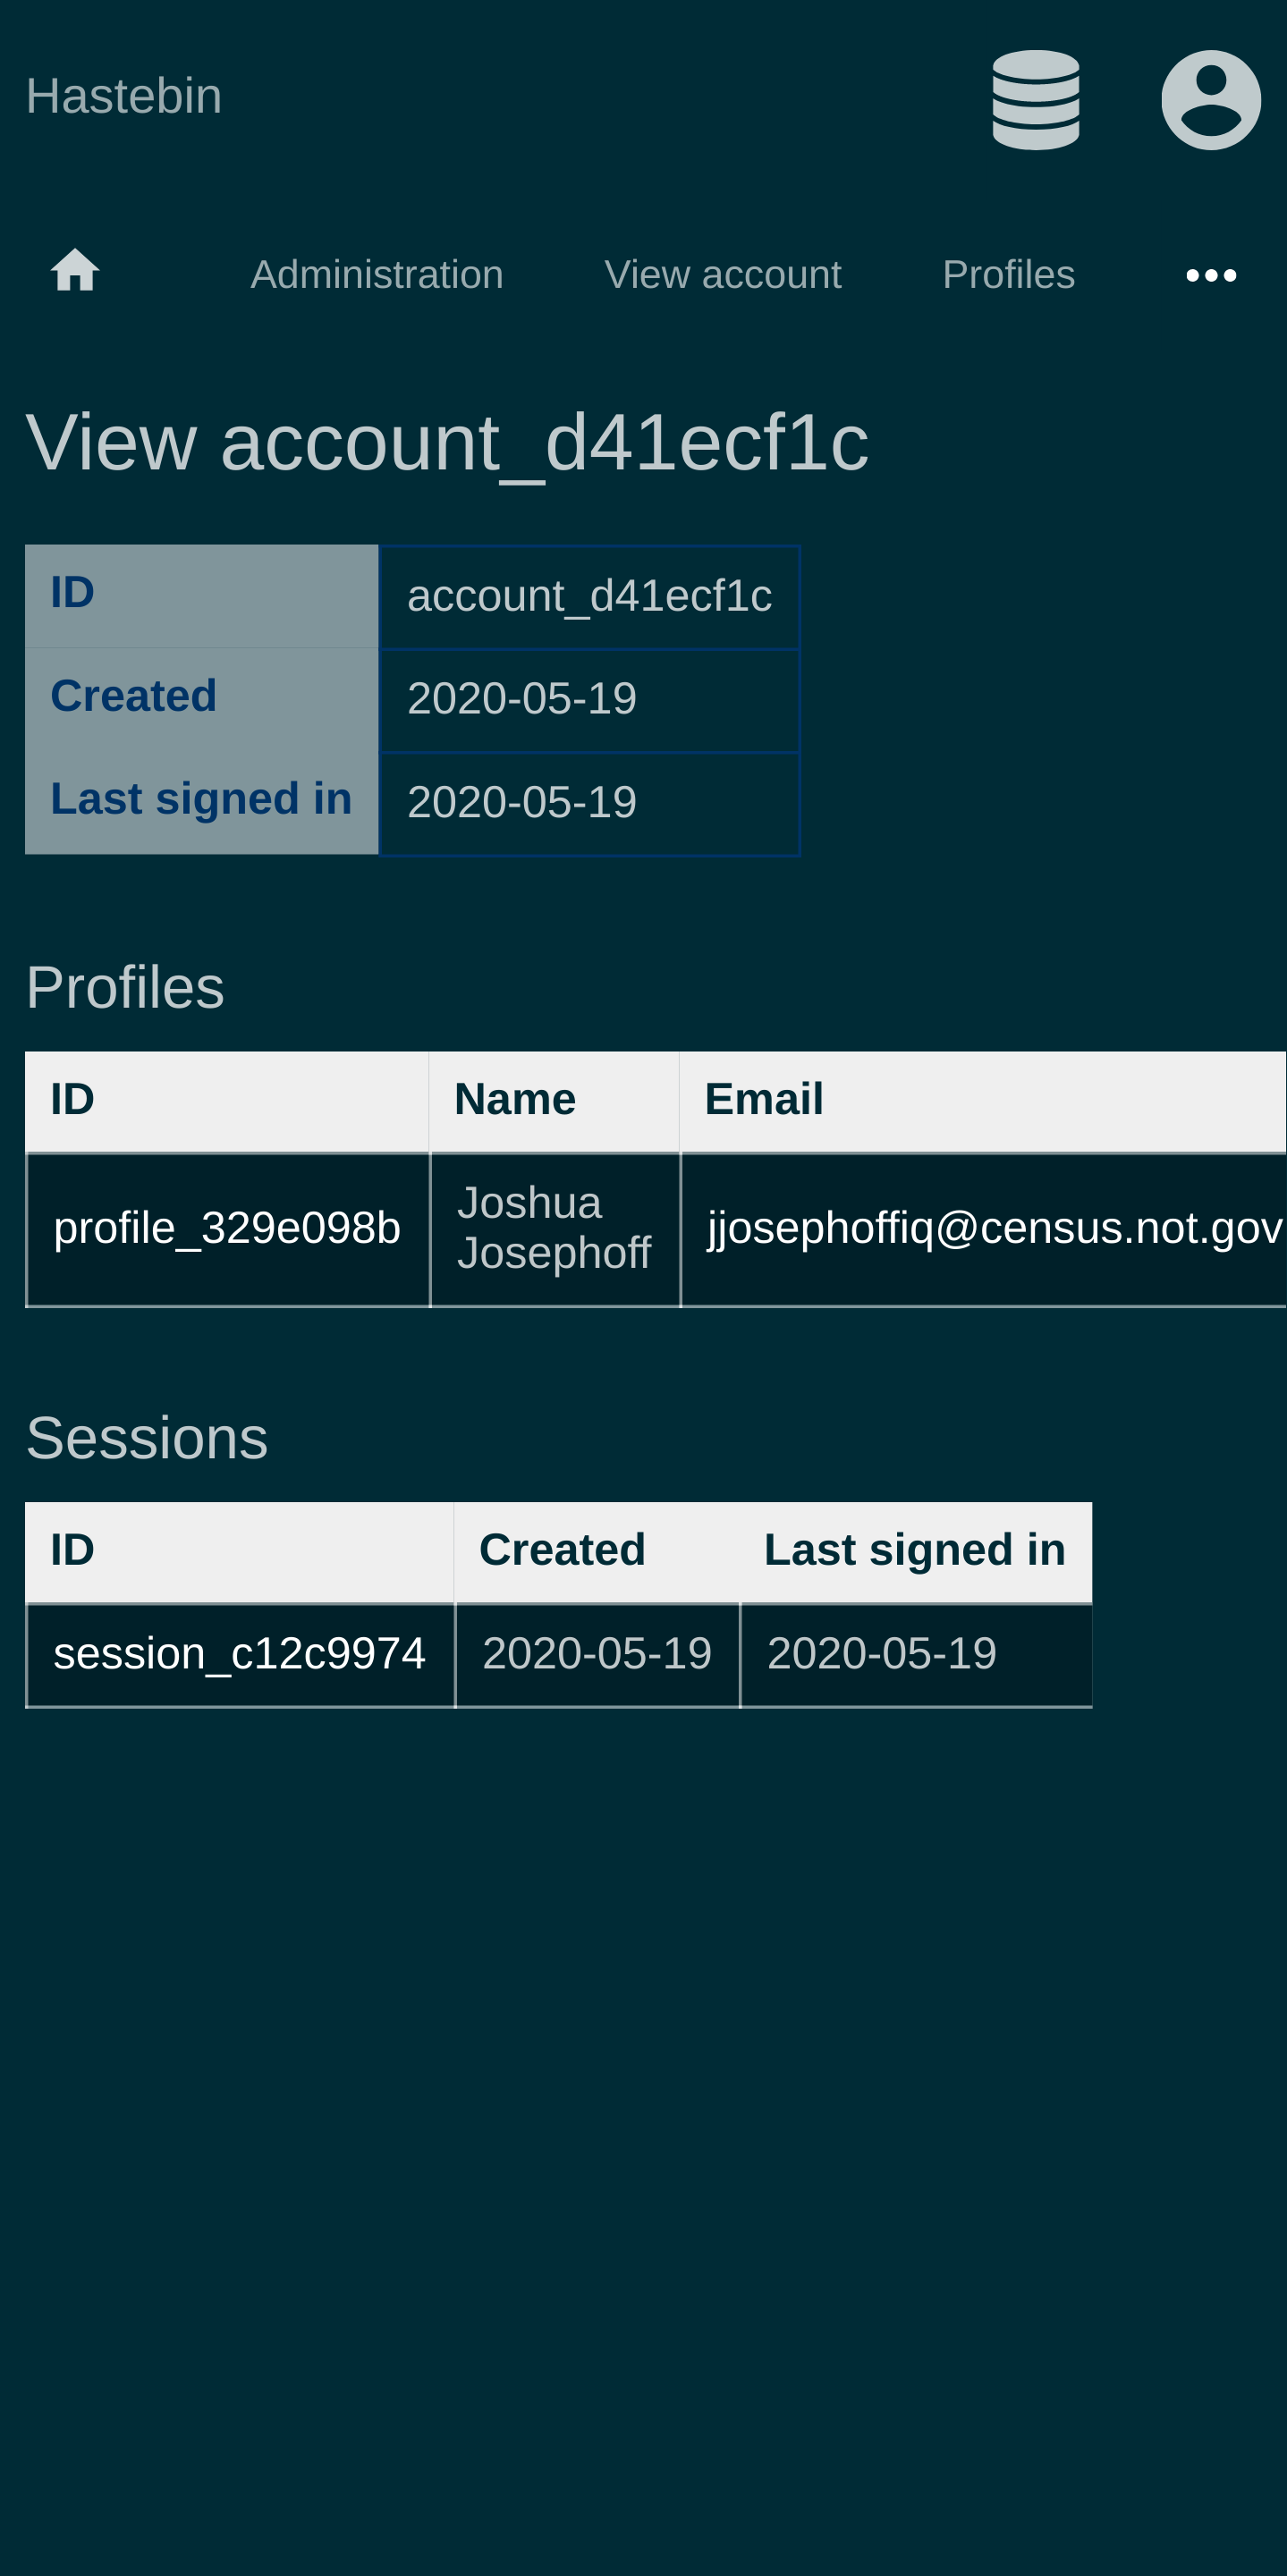 Hastebin
Administration View account Profiles
View account_d41ecf1c
ID account_d41ecf1c
Created 2020-05-19
Last signed in 2020-05-19
Profiles
ID Name Email
profile_329e098b Joshua Josephoff jjosephoffiq@census.not.gov
Sessions
ID Created Last signed in
session_c12c9974 2020-05-19 2020-05-19